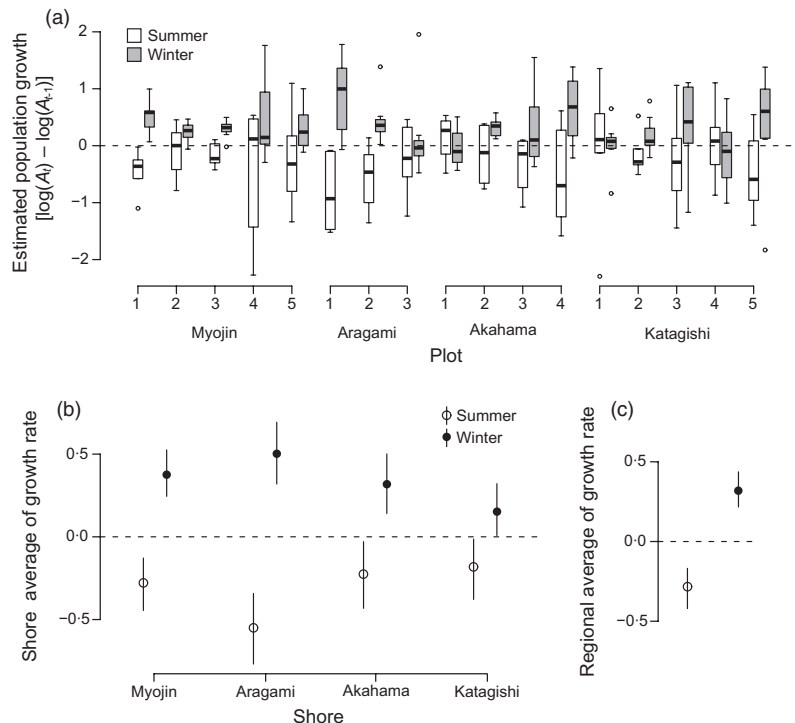 (a)
Summer
Winter
Estimated population growth
[log(Aₜ) − log(Aₜ₋₁)]
2
1
0
−1
−2
1 2 3 4 5 1 2 3 1 2 3 4 1 2 3 4 5
Myojin Aragami Akahama Katagishi
Plot
(b)
Summer
Winter
Shore average of growth rate
0·5
0·0
−0·5
Myojin Aragami Akahama Katagishi
Shore
(c)
Regional average of growth rate
0·5
0·0
−0·5